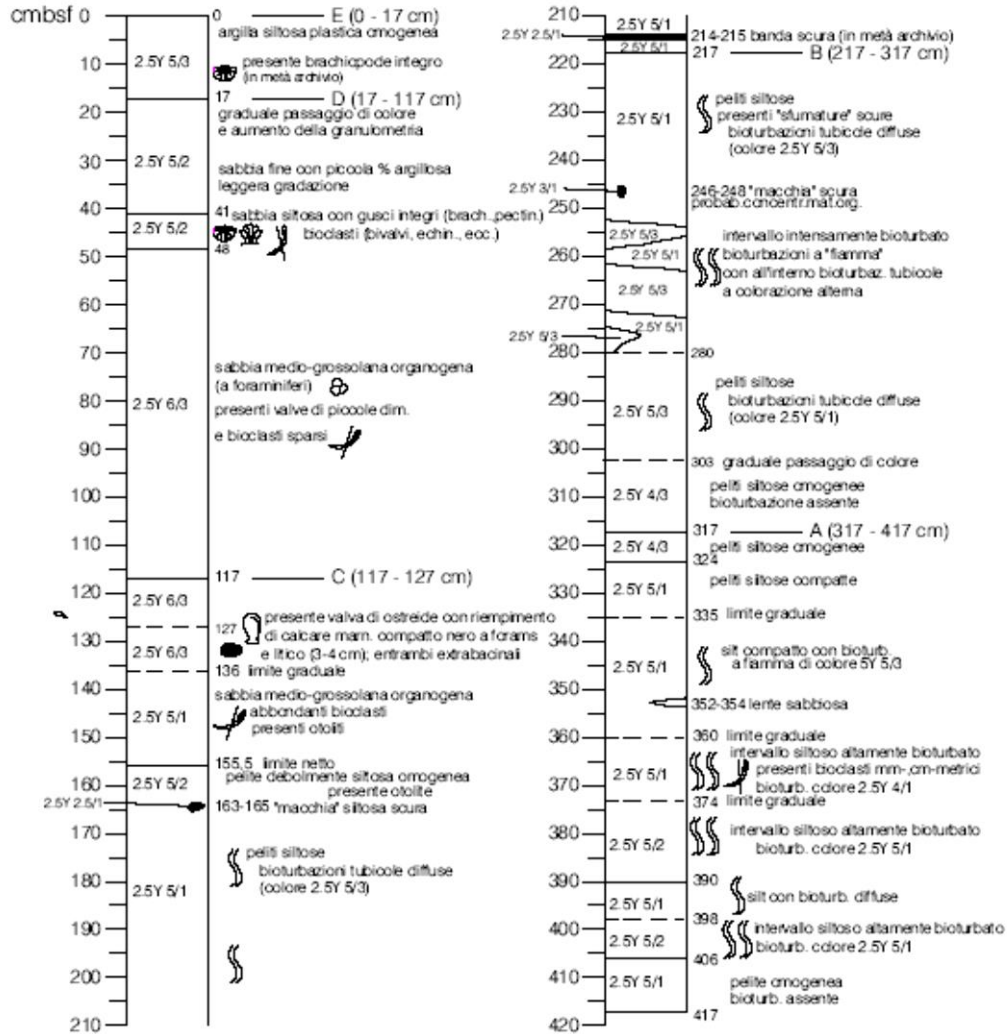 cmbsf
0
10
20
30
40
50
60
70
80
90
100
110
120
130
140
150
160
170
180
190
200
210
0 E (0 - 17 cm)
argilla siltosa plastica omogenea
2.5Y 5/3
presente brachiopode integro
(in metà archivio)
17 D (17 - 117 cm)
graduale passaggio di colore
e aumento della granulometria
2.5Y 5/2
sabbia fine con piccola % argillosa
leggera gradazione
41 sabbia siltosa con gusci integri (brach.,pectin.)
2.5Y 5/2
bioclasti (bivalvi, echin., ecc.)
48
sabbia medio-grossolana organogena
(a foraminiferi)
2.5Y 6/3
presenti valve di piccole dim.
e bioclasti sparsi
117 C (117 - 127 cm)
2.5Y 6/3
presente valva di ostreide con riempimento
127
di calcare marn. compatto nero a forams
2.5Y 6/3
e litico (3-4 cm); entrambi extrabacinali
136 limite graduale
sabbia medio-grossolana organogena
2.5Y 5/1
abbondanti bioclasti
presenti otoliti
155,5 limite netto
pelite debolmente siltosa omogenea
2.5Y 5/2
presente otolite
2.5Y 2.5/1
163-165 "macchia" siltosa scura
peliti siltose
bioturbazioni tubicole diffuse
2.5Y 5/1
(colore 2.5Y 5/3)
210
220
230
240
250
260
270
280
290
300
310
320
330
340
350
360
370
380
390
400
410
420
2.5Y 5/1
2.5Y 2.5/1
214-215 banda scura (in metà archivio)
2.5Y 5/1
217 B (217 - 317 cm)
peliti siltose
presenti "sfumature" scure
2.5Y 5/1
bioturbazioni tubicole diffuse
(colore 2.5Y 5/3)
2.5Y 3/1
246-248 "macchia" scura
probab.concentr.mat.org.
2.5Y 5/3
intervallo intensamente bioturbato
2.5Y 5/1
bioturbazioni a "fiamma"
con all'interno bioturbaz. tubicole
2.5Y 5/3
a colorazione alterna
2.5Y 5/1
2.5Y 5/3
280
peliti siltose
bioturbazioni tubicole diffuse
2.5Y 5/3
(colore 2.5Y 5/1)
303 graduale passaggio di colore
peliti siltose omogenee
2.5Y 4/3
bioturbazione assente
317 A (317 - 417 cm)
2.5Y 4/3
peliti siltose omogenee
324
2.5Y 5/1
peliti siltose compatte
335 limite graduale
silt compatto con bioturb.
2.5Y 5/1
a fiamma di colore 5Y 5/3
352-354 lente sabbiosa
360 limite graduale
intervallo siltoso altamente bioturbato
2.5Y 5/1
presenti bioclasti mm-,cm-metrici
bioturb. colore 2.5Y 4/1
374 limite graduale
intervallo siltoso altamente bioturbato
2.5Y 5/2
bioturb. colore 2.5Y 5/1
390
2.5Y 5/1
silt con bioturb. diffuse
398
intervallo siltoso altamente bioturbato
2.5Y 5/2
bioturb. colore 2.5Y 5/1
406
2.5Y 5/1
pelite omogenea
bioturb. assente
417